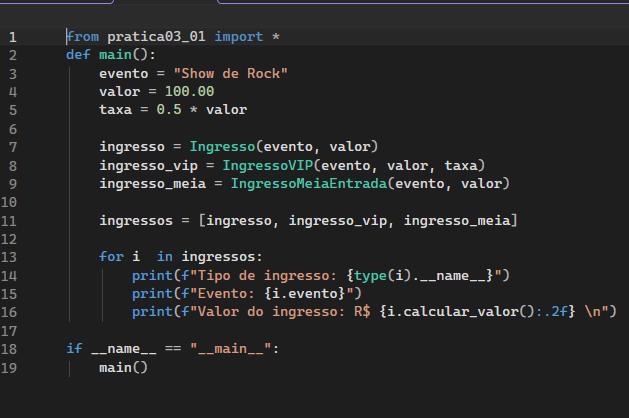 1 from pratica03_01 import *
2 def main():
3     evento = "Show de Rock"
4     valor = 100.00
5     taxa = 0.5 * valor
6
7     ingresso = Ingresso(evento, valor)
8     ingresso_vip = IngressoVIP(evento, valor, taxa)
9     ingresso_meia = IngressoMeiaEntrada(evento, valor)
10
11     ingressos = [ingresso, ingresso_vip, ingresso_meia]
12
13     for i  in ingressos:
14         print(f"Tipo de ingresso: {type(i).__name__}")
15         print(f"Evento: {i.evento}")
16         print(f"Valor do ingresso: R$ {i.calcular_valor():.2f} \n")
17
18 if __name__ == "__main__":
19     main()